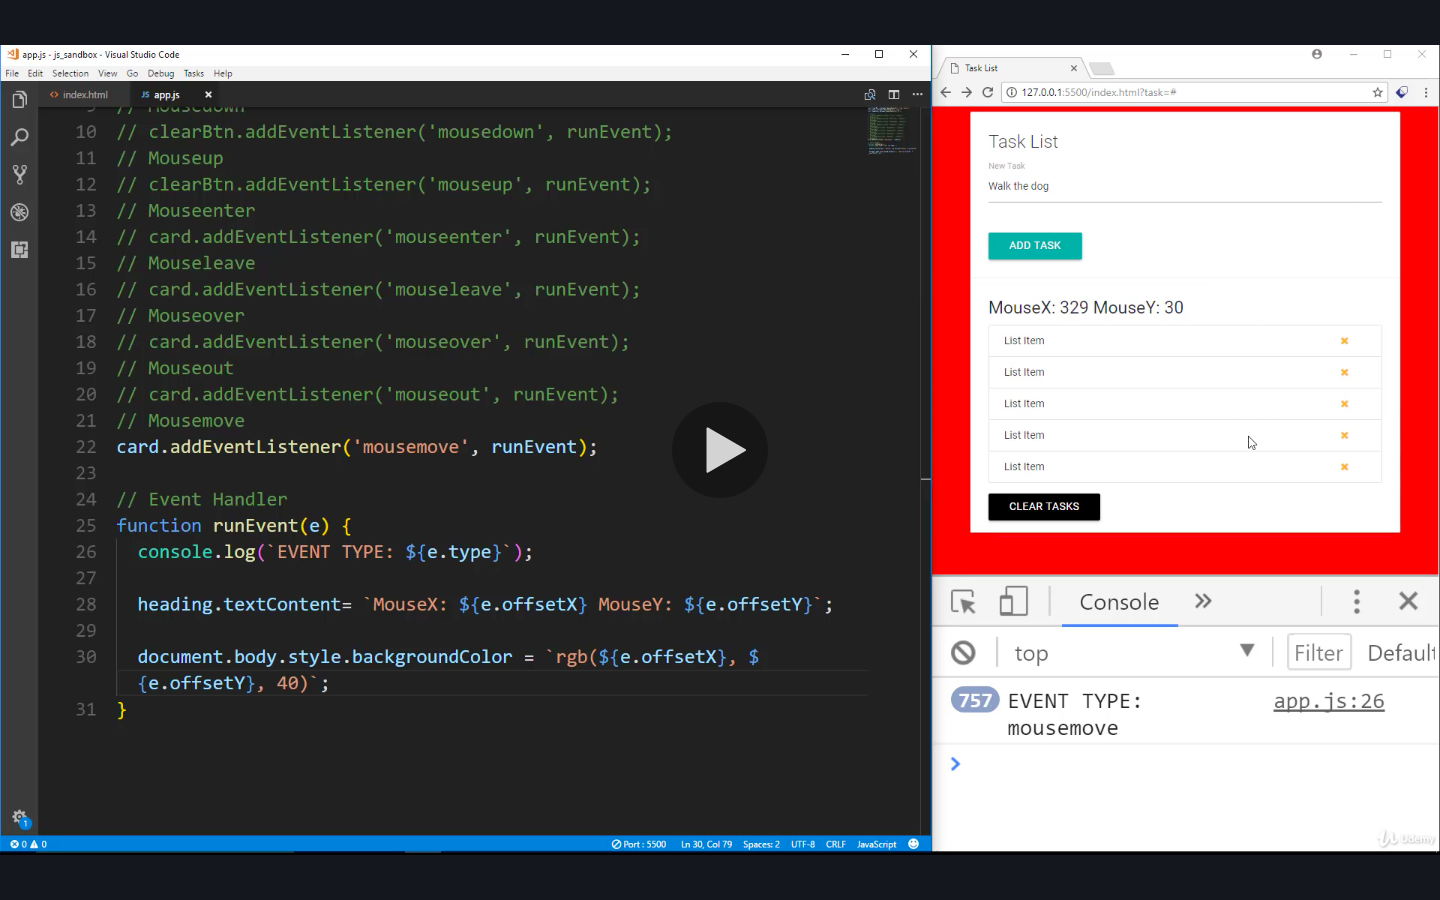 app.js - js_sandbox - Visual Studio Code
File Edit Selection View Go Debug Tasks Help
index.html
JS app.js
9 // Mousedown
10 // clearBtn.addEventListener('mousedown', runEvent);
11 // Mouseup
12 // clearBtn.addEventListener('mouseup', runEvent);
13 // Mouseenter
14 // card.addEventListener('mouseenter', runEvent);
15 // Mouseleave
16 // card.addEventListener('mouseleave', runEvent);
17 // Mouseover
18 // card.addEventListener('mouseover', runEvent);
19 // Mouseout
20 // card.addEventListener('mouseout', runEvent);
21 // Mousemove
22 card.addEventListener('mousemove', runEvent);
23
24 // Event Handler
25 function runEvent(e) {
26 console.log(`EVENT TYPE: ${e.type}`);
27
28 heading.textContent= `MouseX: ${e.offsetX} MouseY: ${e.offsetY}`;
29
30 document.body.style.backgroundColor = `rgb(${e.offsetX}, $
{e.offsetY}, 40)`;
31 }
1
0 0
Port : 5500
Ln 30, Col 79
Spaces: 2
UTF-8
CRLF
JavaScript
Task List
127.0.0.1:5500/index.html?task=#
Task List
New Task
Walk the dog
ADD TASK
MouseX: 329 MouseY: 30
List Item
List Item
List Item
List Item
List Item
CLEAR TASKS
Console
top
Filter
Default
757 EVENT TYPE: app.js:26
mousemove
Udemy